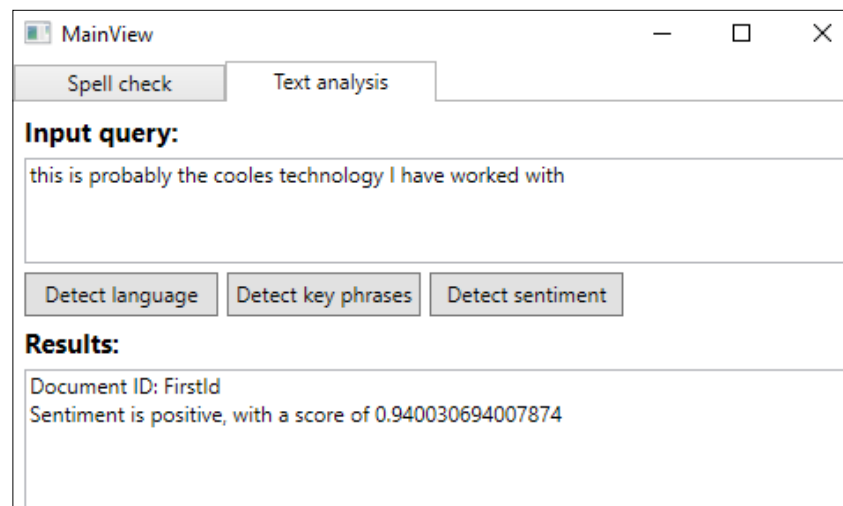 MainView
Spell check Text analysis
Input query:
this is probably the cooles technology I have worked with
Detect language Detect key phrases Detect sentiment
Results:
Document ID: FirstId
Sentiment is positive, with a score of 0.940030694007874